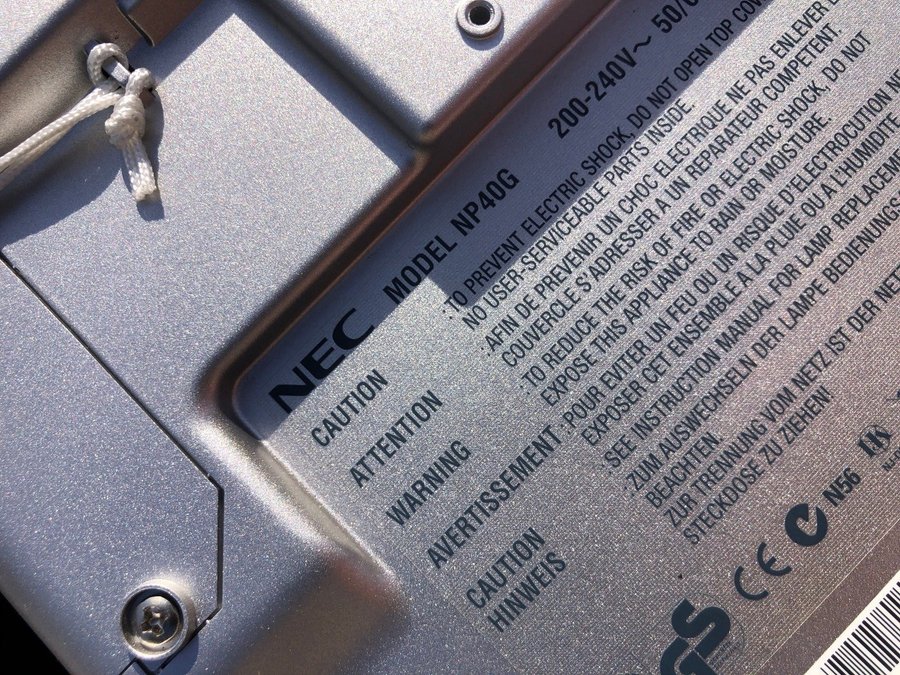 NEC MODEL NP40G 200-240V~ 50/
CAUTION :TO PREVENT ELECTRIC SHOCK, DO NOT OPEN TOP
NO USER-SERVICEABLE PARTS INSIDE
ATTENTION :AFIN DE PREVENIR UN CHOC ELECTRIQUE NE PAS ENLEVER
COUVERCLE S'ADRESSER A UN REPARATEUR COMPETENT.
WARNING :TO REDUCE THE RISK OF FIRE OR ELECTRIC SHOCK, DO NOT
EXPOSE THIS APPLIANCE TO RAIN OR MOISTURE.
AVERTISSEMENT :POUR EVITER UN FEU OU UN RISQUE D'ELECTROCUTION
EXPOSER CET ENSEMBLE A LA PLUIE OU A L'HUMIDITE
CAUTION :SEE INSTRUCTION MANUAL FOR LAMP REPLACEMENT
HINWEIS :ZUM AUSWECHSELN DER LAMPE BEDIENUNGS
BEACHTEN.
ZUR TRENNUNG VOM NETZ IST DER NETZ
STECKDOSE ZU ZIEHEN!
GS CE N56